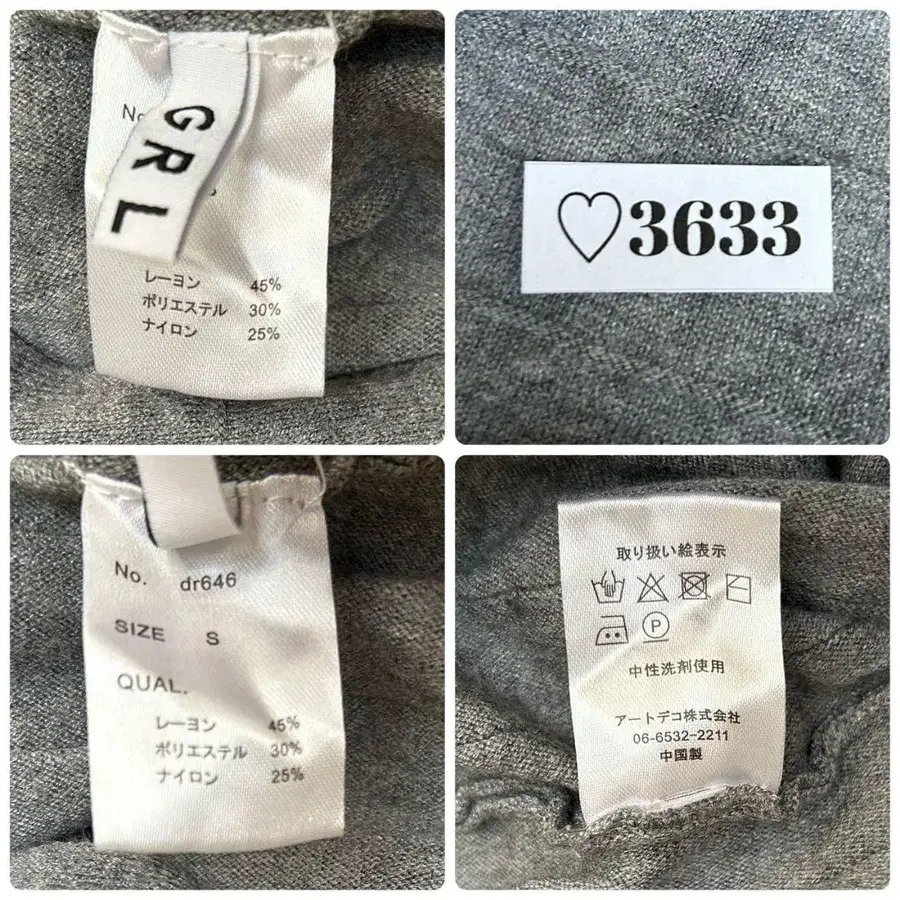 No.
GRL
レーヨン 45%
ポリエステル 30%
ナイロン 25%
♡3633
No. dr646
SIZE S
QUAL.
レーヨン 45%
ポリエステル 30%
ナイロン 25%
取り扱い絵表示
P
中性洗剤使用
アートデコ株式会社
06-6532-2211
中国製